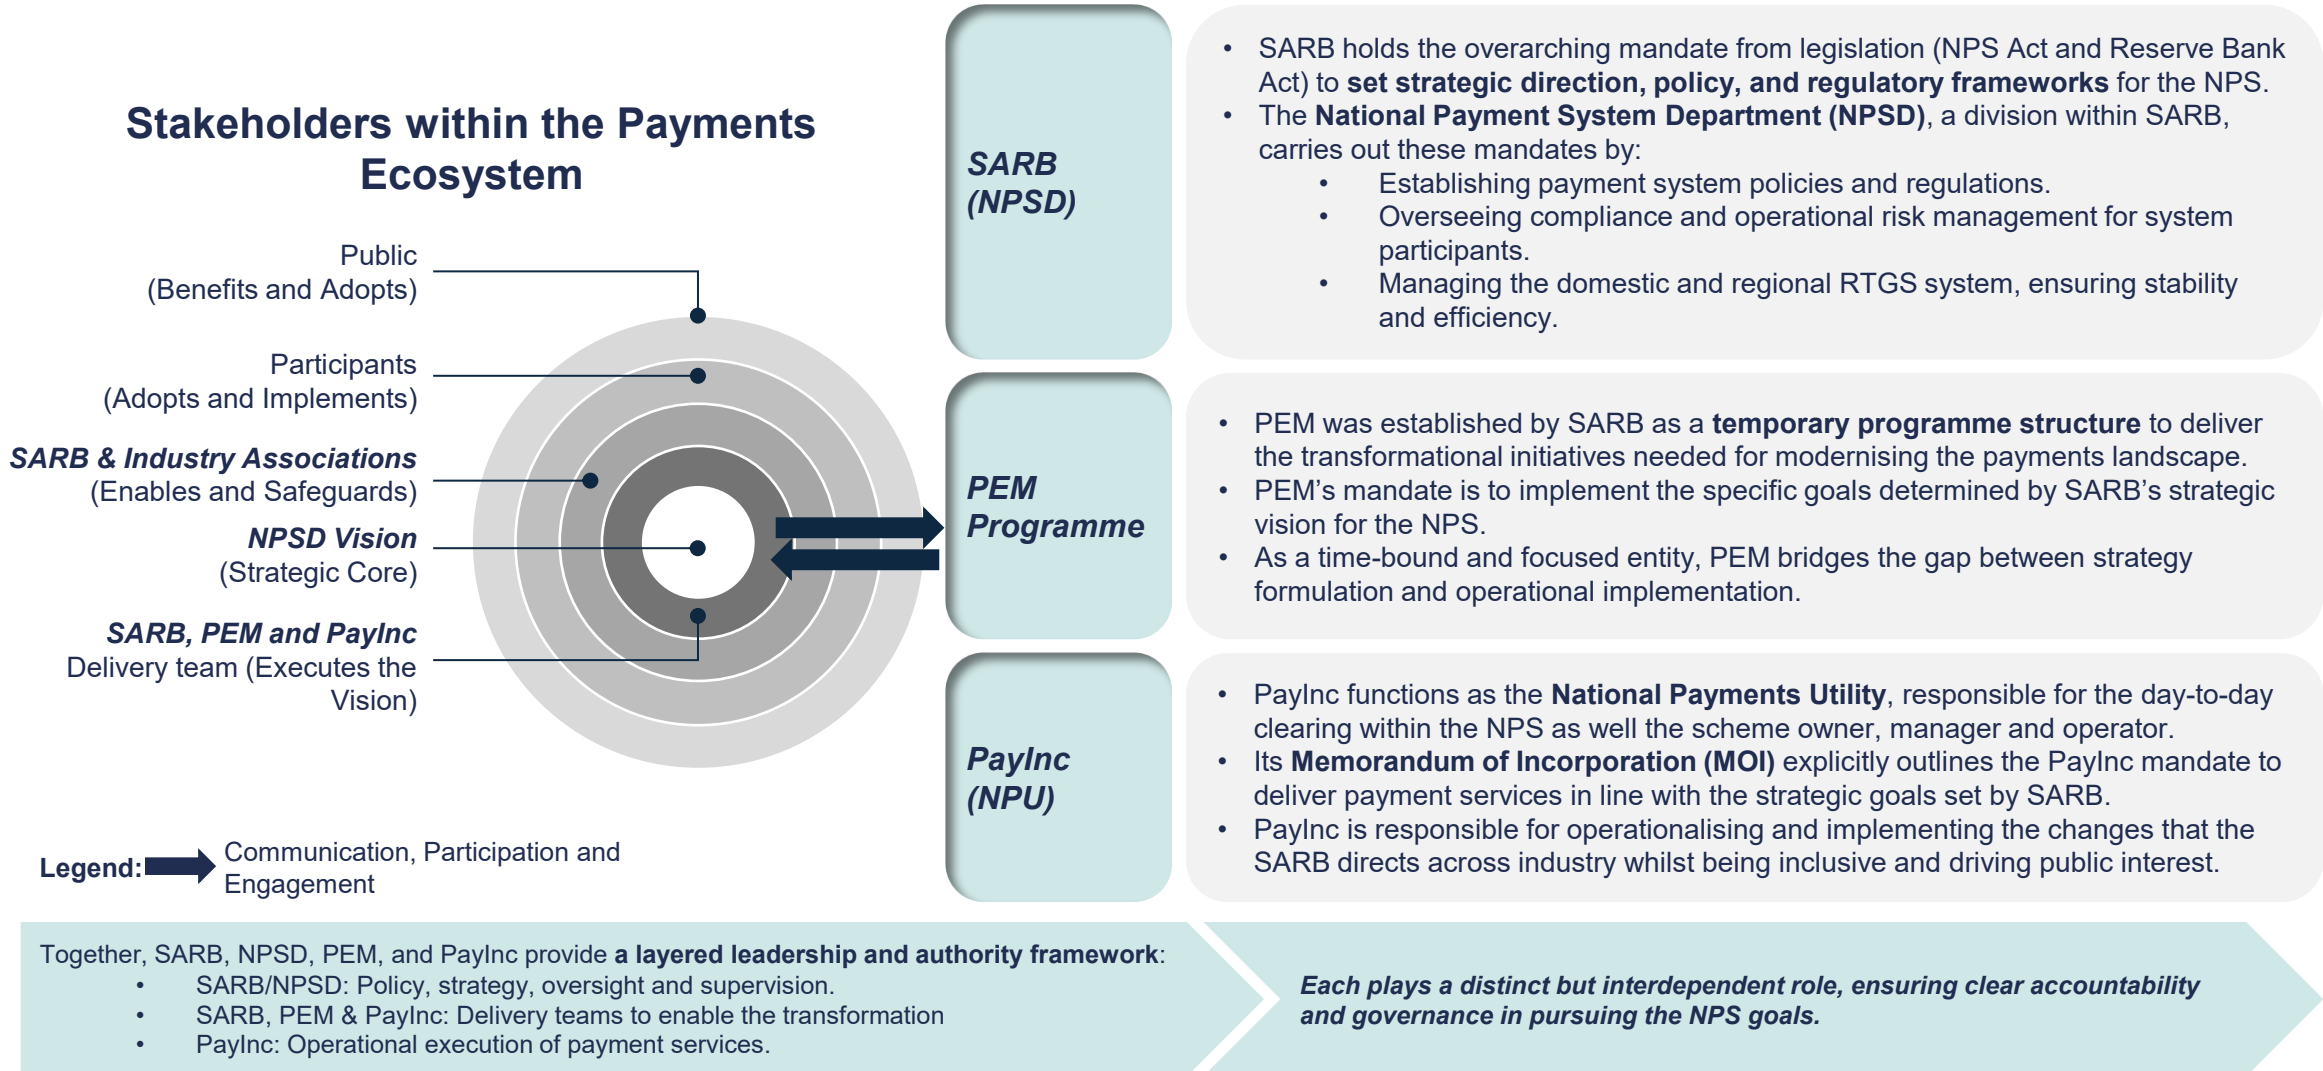 Stakeholders within the Payments
Ecosystem
Public
(Benefits and Adopts)
Participants
(Adopts and Implements)
SARB & Industry Associations
(Enables and Safeguards)
NPSD Vision
(Strategic Core)
SARB, PEM and PayInc
Delivery team (Executes the
Vision)
Legend:
Communication, Participation and
Engagement
SARB
(NPSD)
• SARB holds the overarching mandate from legislation (NPS Act and Reserve Bank
Act) to set strategic direction, policy, and regulatory frameworks for the NPS.
• The National Payment System Department (NPSD), a division within SARB,
carries out these mandates by:
• Establishing payment system policies and regulations.
• Overseeing compliance and operational risk management for system
participants.
• Managing the domestic and regional RTGS system, ensuring stability
and efficiency.
PEM
Programme
• PEM was established by SARB as a temporary programme structure to deliver
the transformational initiatives needed for modernising the payments landscape.
• PEM’s mandate is to implement the specific goals determined by SARB’s strategic
vision for the NPS.
• As a time-bound and focused entity, PEM bridges the gap between strategy
formulation and operational implementation.
PayInc
(NPU)
• PayInc functions as the National Payments Utility, responsible for the day-to-day
clearing within the NPS as well the scheme owner, manager and operator.
• Its Memorandum of Incorporation (MOI) explicitly outlines the PayInc mandate to
deliver payment services in line with the strategic goals set by SARB.
• PayInc is responsible for operationalising and implementing the changes that the
SARB directs across industry whilst being inclusive and driving public interest.
Together, SARB, NPSD, PEM, and PayInc provide a layered leadership and authority framework:
• SARB/NPSD: Policy, strategy, oversight and supervision.
• SARB, PEM & PayInc: Delivery teams to enable the transformation
• PayInc: Operational execution of payment services.
Each plays a distinct but interdependent role, ensuring clear accountability
and governance in pursuing the NPS goals.